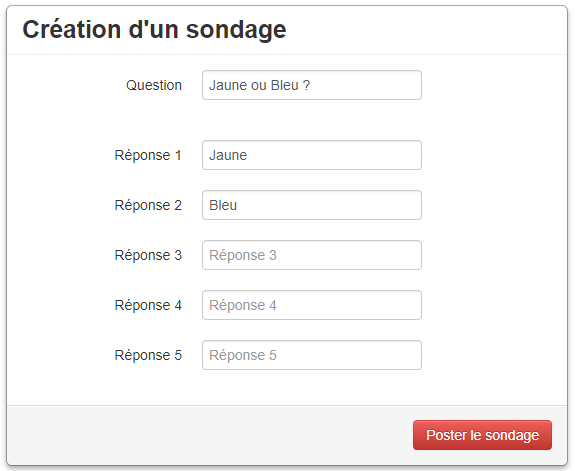 Création d'un sondage
Question Jaune ou Bleu ?
Réponse 1 Jaune
Réponse 2 Bleu
Réponse 3 Réponse 3
Réponse 4 Réponse 4
Réponse 5 Réponse 5
Poster le sondage